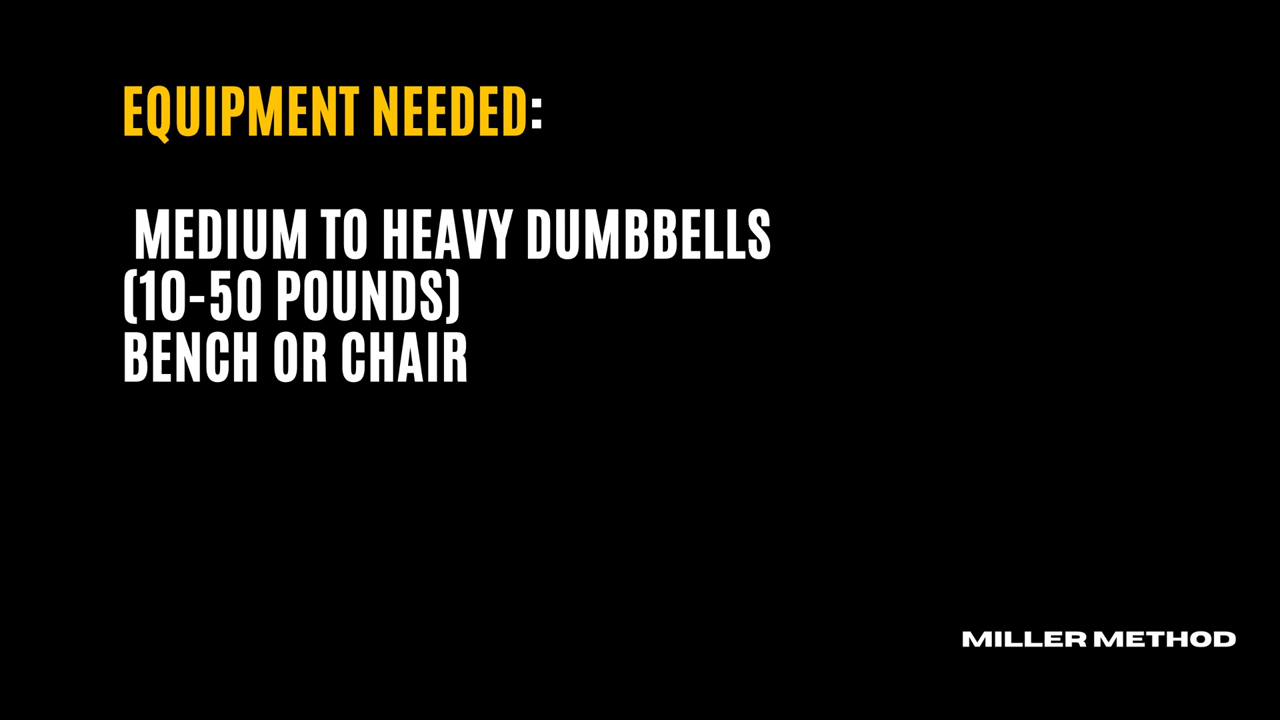 EQUIPMENT NEEDED:
MEDIUM TO HEAVY DUMBBELLS
(10-50 POUNDS)
BENCH OR CHAIR
MILLER METHOD